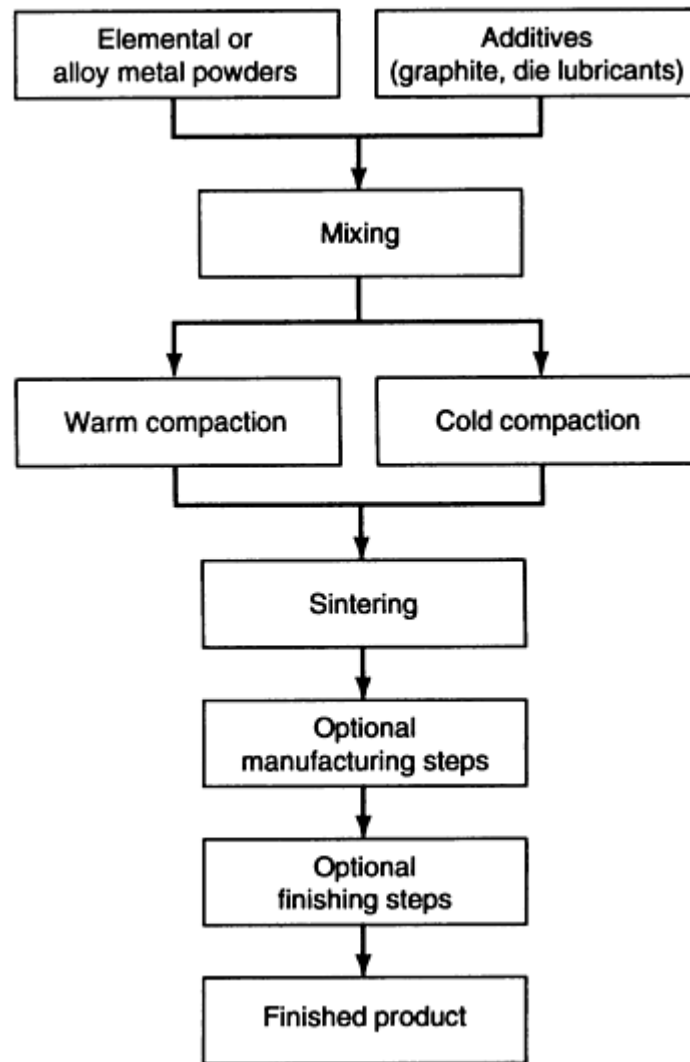 Elemental or
alloy metal powders
Additives
(graphite, die lubricants)
Mixing
Warm compaction
Cold compaction
Sintering
Optional
manufacturing steps
Optional
finishing steps
Finished product